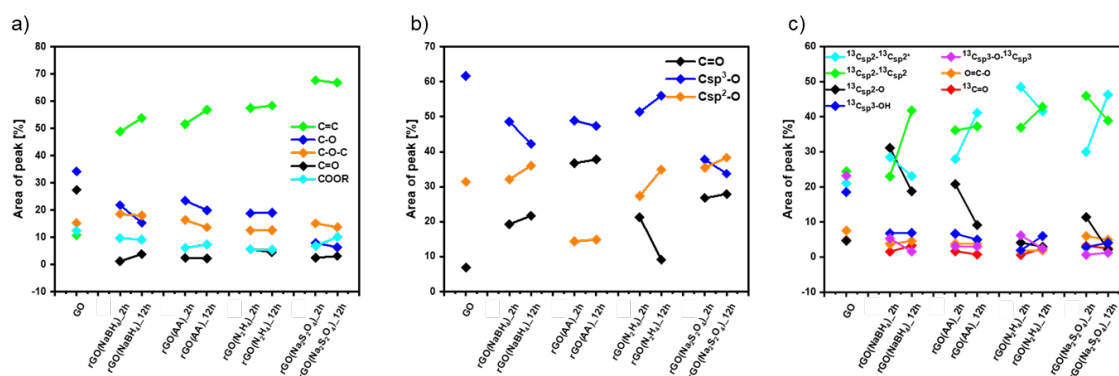 a)
Area of peak [%]
80
70
60
50
40
30
20
10
0
-10
C=C
C-O
C-O-C
C=O
COOR
GO
rGO(NaBH₄)_2h
rGO(NaBH₄)_12h
rGO(AA)_2h
rGO(AA)_12h
rGO(N₂H₄)_2h
rGO(N₂H₄)_12h
rGO(Na₂S₂O₄)_2h
rGO(Na₂S₂O₄)_12h
b)
Area of peak [%]
70
60
50
40
30
20
10
0
C=O
Csp³-O
Csp²-O
GO
rGO(NaBH₄)_2h
rGO(NaBH₄)_12h
rGO(AA)_2h
rGO(AA)_12h
rGO(N₂H₄)_2h
rGO(N₂H₄)_12h
rGO(Na₂S₂O₄)_2h
rGO(Na₂S₂O₄)_12h
c)
Area of peak [%]
80
70
60
50
40
30
20
10
0
-10
¹³Csp2-¹³Csp2*
¹³Csp2-¹³Csp2
¹³Csp2-O
¹³Csp3-OH
¹³Csp3-O-¹³Csp3
O=C-O
¹³C=O
GO
rGO(NaBH₄)_2h
rGO(NaBH₄)_12h
rGO(AA)_2h
rGO(AA)_12h
rGO(N₂H₄)_2h
rGO(N₂H₄)_12h
rGO(Na₂S₂O₄)_2h
rGO(Na₂S₂O₄)_12h